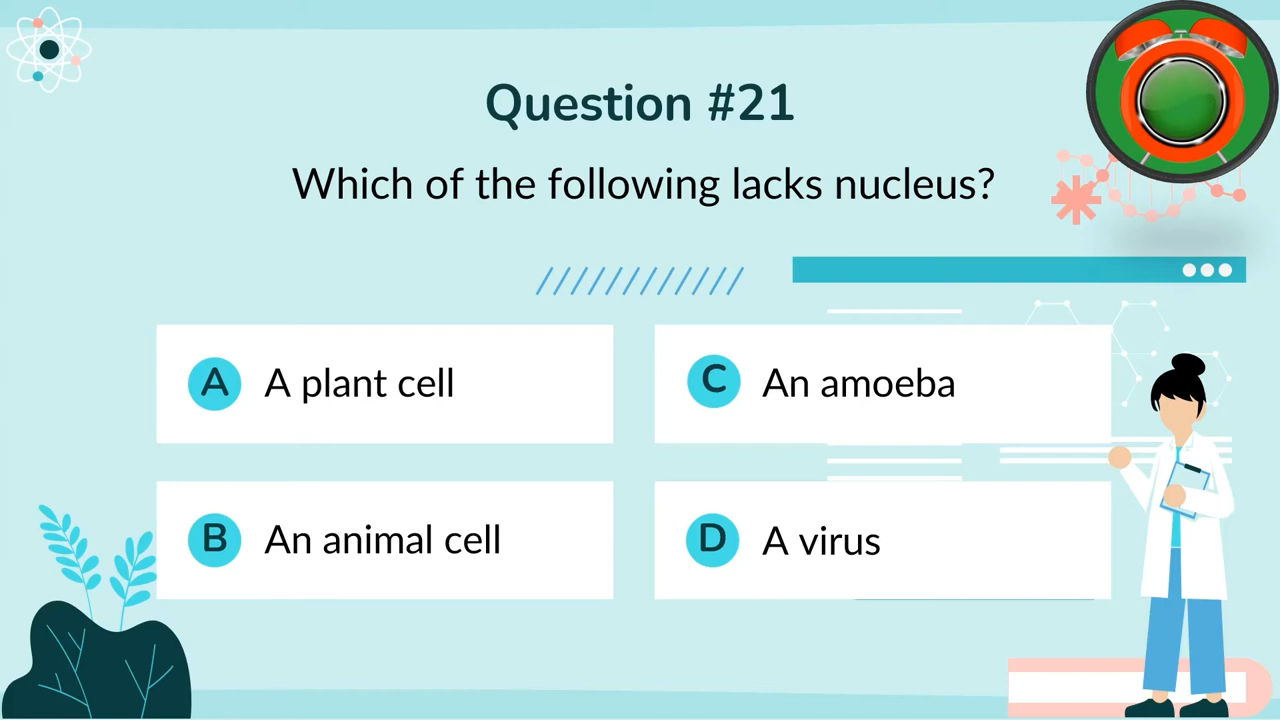 Question #21
Which of the following lacks nucleus?
A A plant cell
B An animal cell
C An amoeba
D A virus